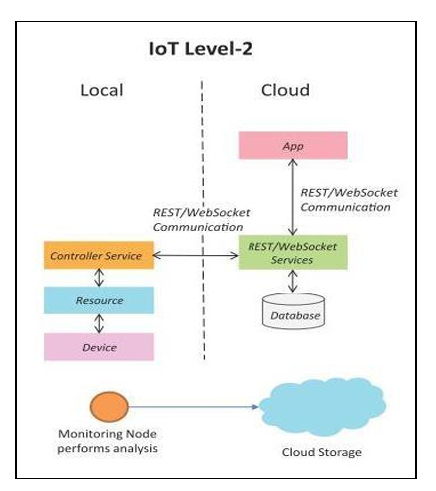 IoT Level-2
Local
Cloud
App
REST/WebSocket
Communication
REST/WebSocket
Communication
Controller Service
REST/WebSocket
Services
Resource
Database
Device
Monitoring Node
performs analysis
Cloud Storage